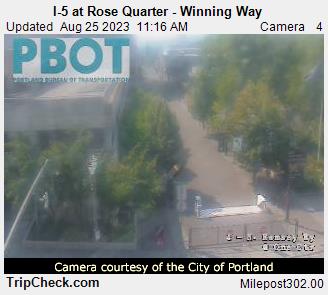 I-5 at Rose Quarter - Winning Way
Updated Aug 25 2023 11:16 AM Camera 4
PBOT
PORTLAND BUREAU OF TRANSPORTATION
Camera courtesy of the City of Portland
TripCheck.com Milepost302.00